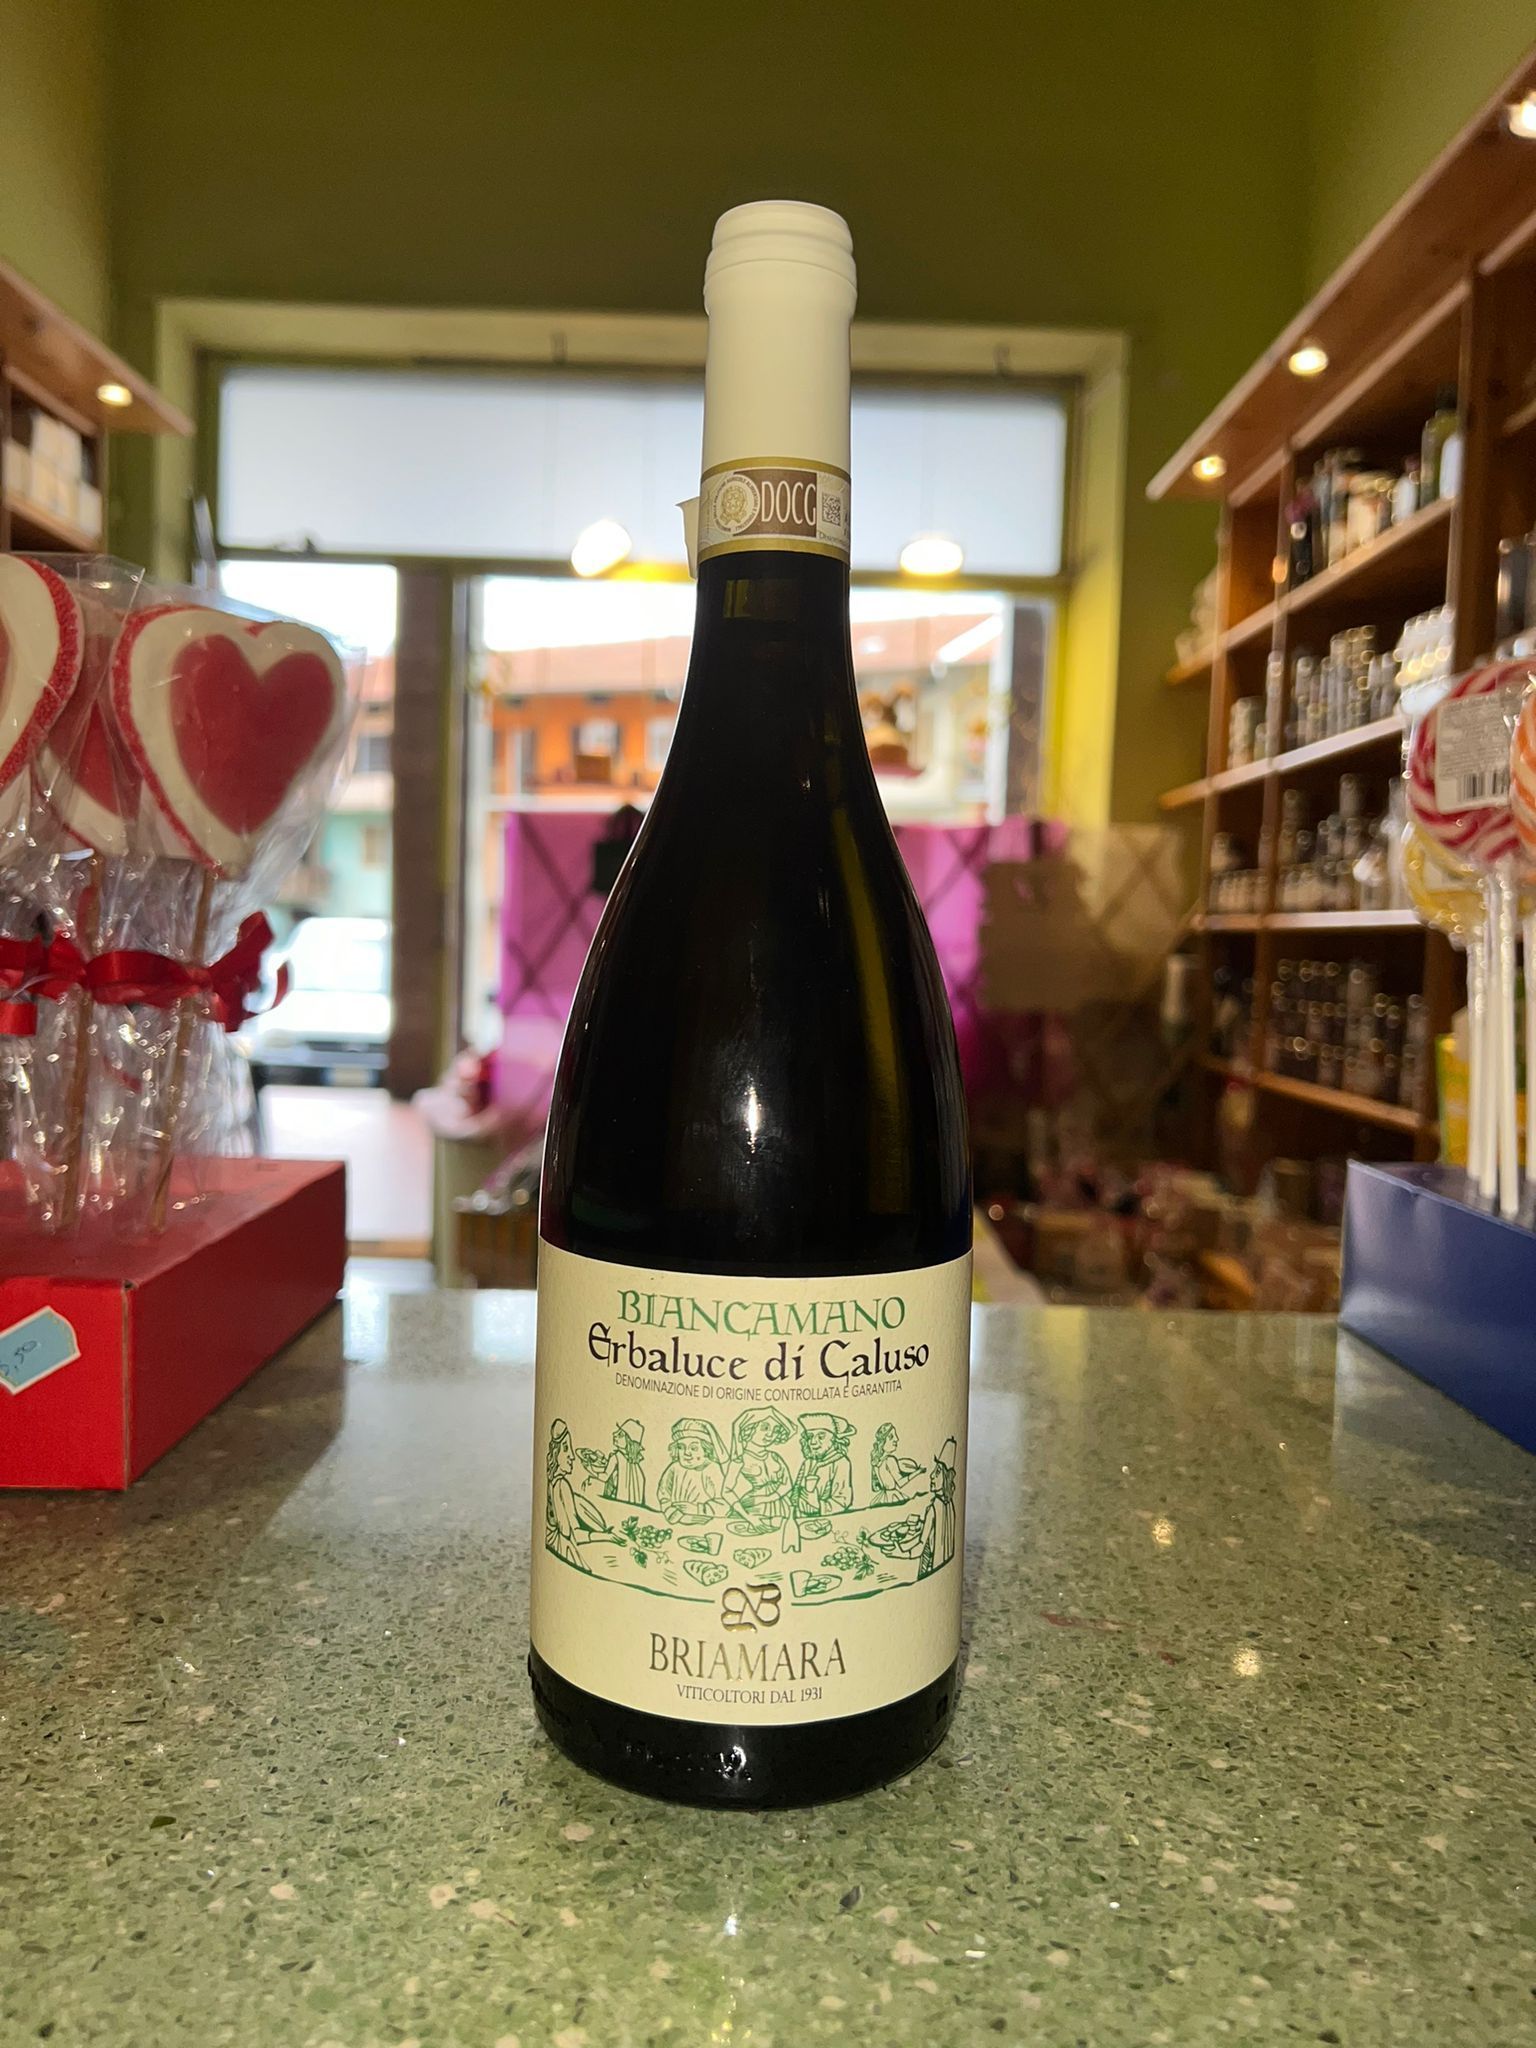 DOCG
BIANCAMANO
Erbaluce di Caluso
DENOMINAZIONE DI ORIGINE CONTROLLATA E GARANTITA
BRIAMARA
VITICOLTORI DAL 1931